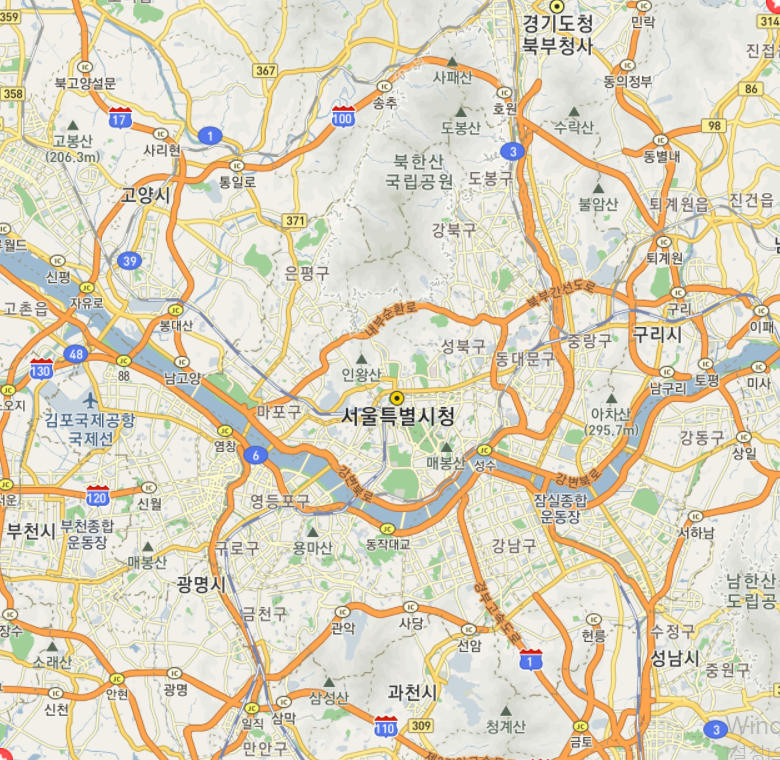 359
경기도청
북부청사
민락
314
진접읍
367
사패산
북고양설문
동의정부
358
송추
호원
86
17
100
1
도봉산
수락산
98
고봉산
(206.3m)
사리현
3
동별내
북한산
국립공원
통일로
도봉구
고양시
불암산
퇴계원읍
진건읍
371
강북구
퇴계원
39
신평
은평구
자유로
북부간선도로
고촌읍
내부순환로
구리
이패
봉대산
구리시
중랑구
48
성북구
동대문구
88
남고양
130
인왕산
토평
미사
남구리
김포국제공항
국제선
마포구
서울특별시청
아차산
(295.7m)
염창
강동구
6
매봉산
성수
상일
강변북로
강변북로
120
신월
영등포구
잠실종합
운동장
부천시
부천종합
운동장
동작대교
서하남
매봉산
구로구
용마산
강남구
광명시
남한산
도립공
경부고속도로
금천구
관악
사당
헌릉
장수
선암
수정구
소래산
1
성남시
중원구
안현
광명
신천
삼성산
과천시
일직
삼막
110
309
청계산
금토
3
만안구